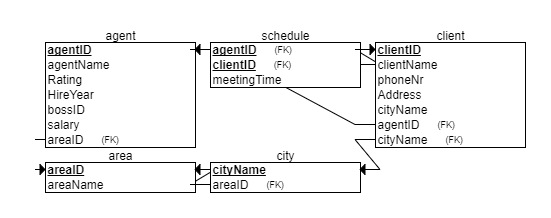 agent
agentID
agentName
Rating
HireYear
bossID
salary
areaID (FK)
schedule
agentID (FK)
clientID (FK)
meetingTime
client
clientID
clientName
phoneNr
Address
cityName
agentID (FK)
cityName (FK)
area
areaID
areaName
city
cityName
areaID (FK)